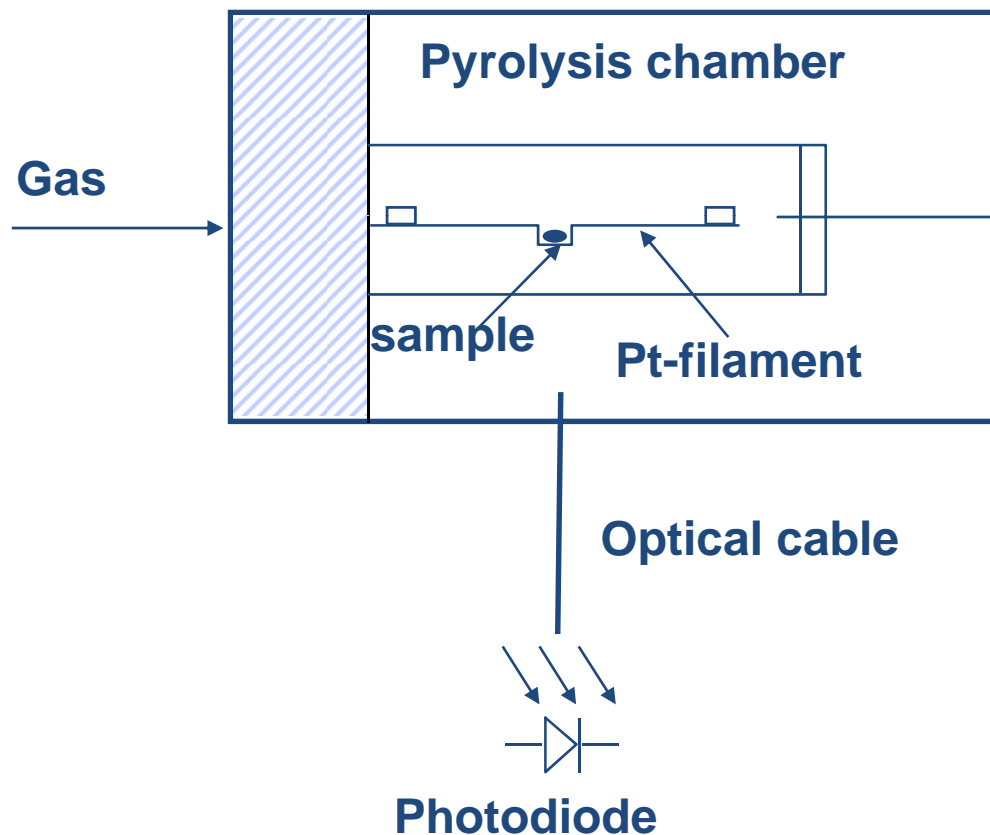 Pyrolysis chamber
Gas
sample
Pt-filament
Optical cable
Photodiode